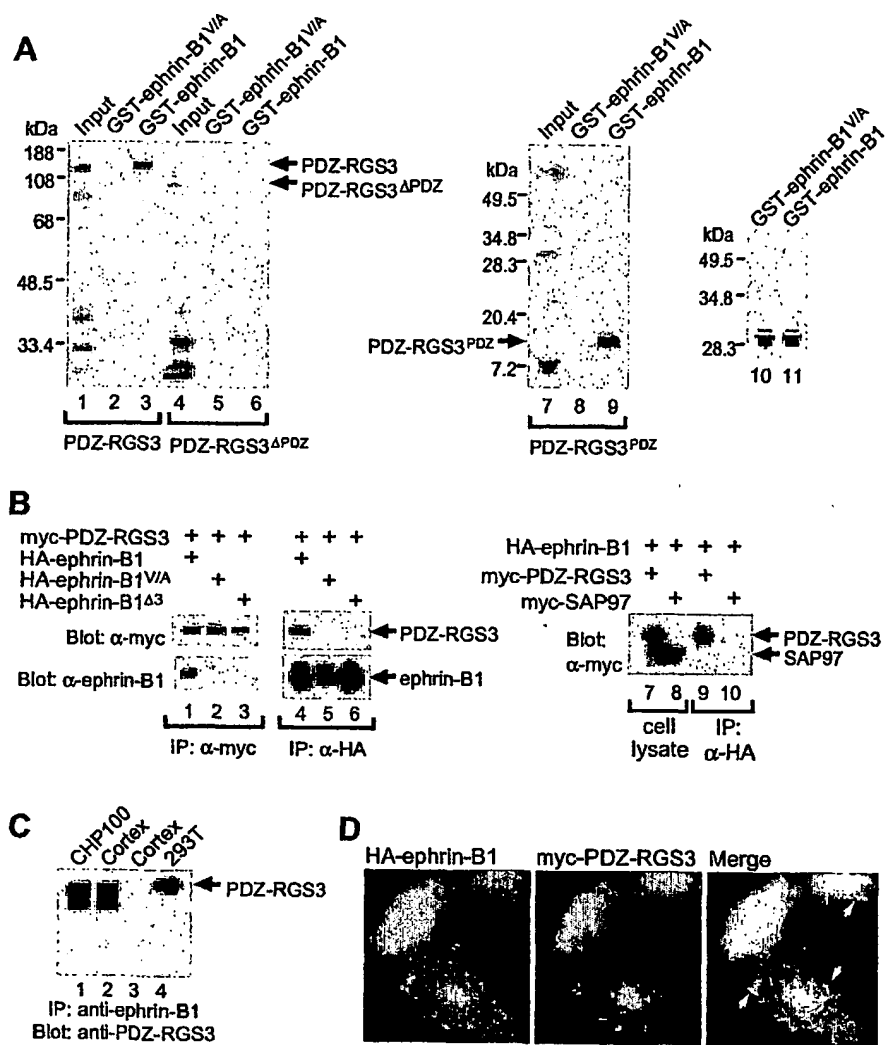 A
Input
GST-ephrin-B1V/A
GST-ephrin-B1
Input
GST-ephrin-B1V/A
GST-ephrin-B1
kDa
188
108
68
48.5
33.4
PDZ-RGS3
PDZ-RGS3ΔPDZ
1 2 3 4 5 6
PDZ-RGS3 PDZ-RGS3ΔPDZ
Input
GST-ephrin-B1V/A
GST-ephrin-B1
kDa
49.5
34.8
28.3
20.4
PDZ-RGS3PDZ
7.2
7 8 9
PDZ-RGS3PDZ
GST-ephrin-B1V/A
GST-ephrin-B1
kDa
49.5
34.8
28.3
10 11
B
myc-PDZ-RGS3 + + + + + +
HA-ephrin-B1 + +
HA-ephrin-B1V/A + +
HA-ephrin-B1Δ3 + +
Blot: α-myc
PDZ-RGS3
Blot: α-ephrin-B1
ephrin-B1
1 2 3 4 5 6
IP: α-myc IP: α-HA
HA-ephrin-B1 + + + +
myc-PDZ-RGS3 + +
myc-SAP97 + +
Blot:
α-myc
PDZ-RGS3
SAP97
7 8 9 10
cell
lysate
IP:
α-HA
C
CHP100
Cortex
Cortex
293T
PDZ-RGS3
1 2 3 4
IP: anti-ephrin-B1
Blot: anti-PDZ-RGS3
D
HA-ephrin-B1 myc-PDZ-RGS3 Merge